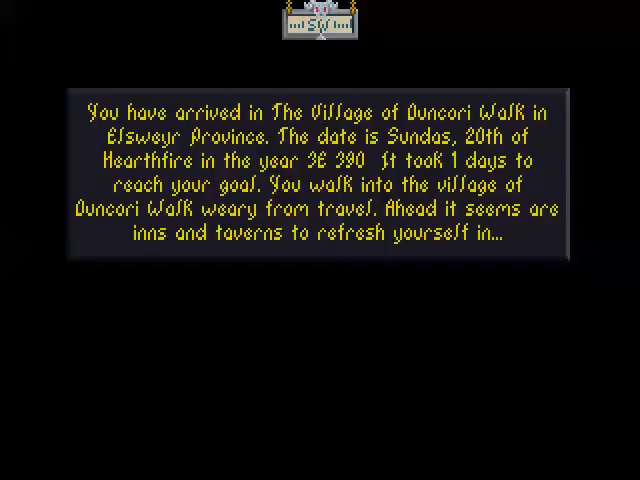 SW
You have arrived in The Village of Duncori Walk in
Elsweyr Province. The date is Sundas, 20th of
Hearthfire in the year 3E 390 It took 1 days to
reach your goal. You walk into the village of
Duncori Walk weary from travel. Ahead it seems are
inns and taverns to refresh yourself in...